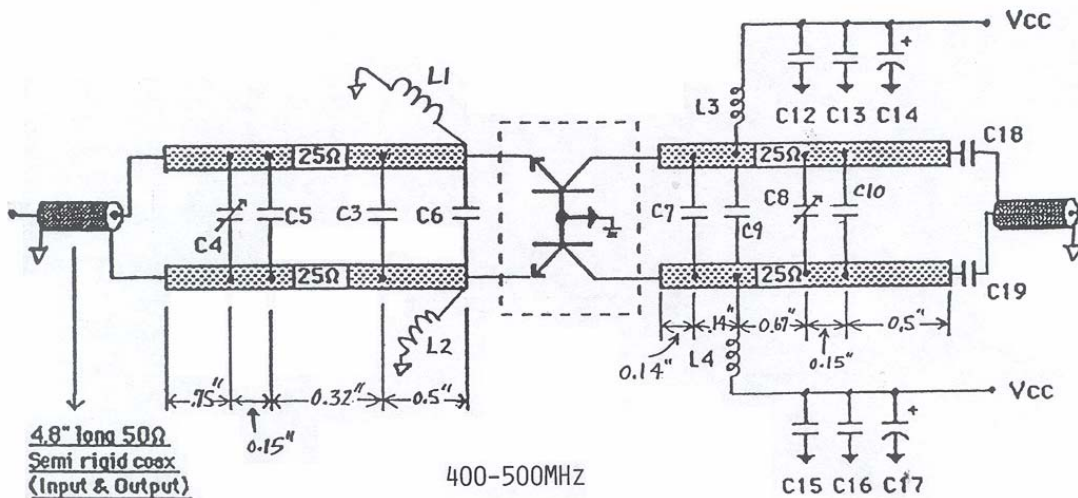 Vcc
L1
L3
C12 C13 C14
25Ω
25Ω
C18
C4
C5
C3
C6
C7
C9
C8
C10
25Ω
25Ω
C19
L2
L4
.75"
0.15"
0.32"
0.5"
0.14"
.14"
0.67"
0.15"
0.5"
Vcc
C15 C16 C17
4.8" long 50Ω
Semi rigid coax
(Input & Output)
400-500MHz